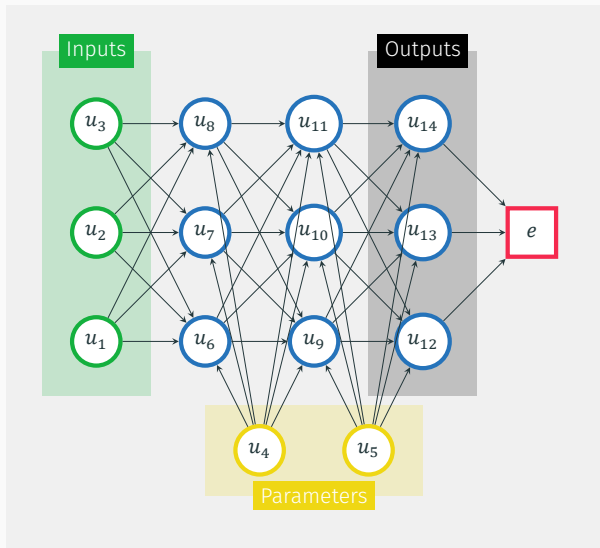 Inputs Outputs
u₃ u₈ u₁₁ u₁₄
u₂ u₇ u₁₀ u₁₃ e
u₁ u₆ u₉ u₁₂
u₄ u₅
Parameters